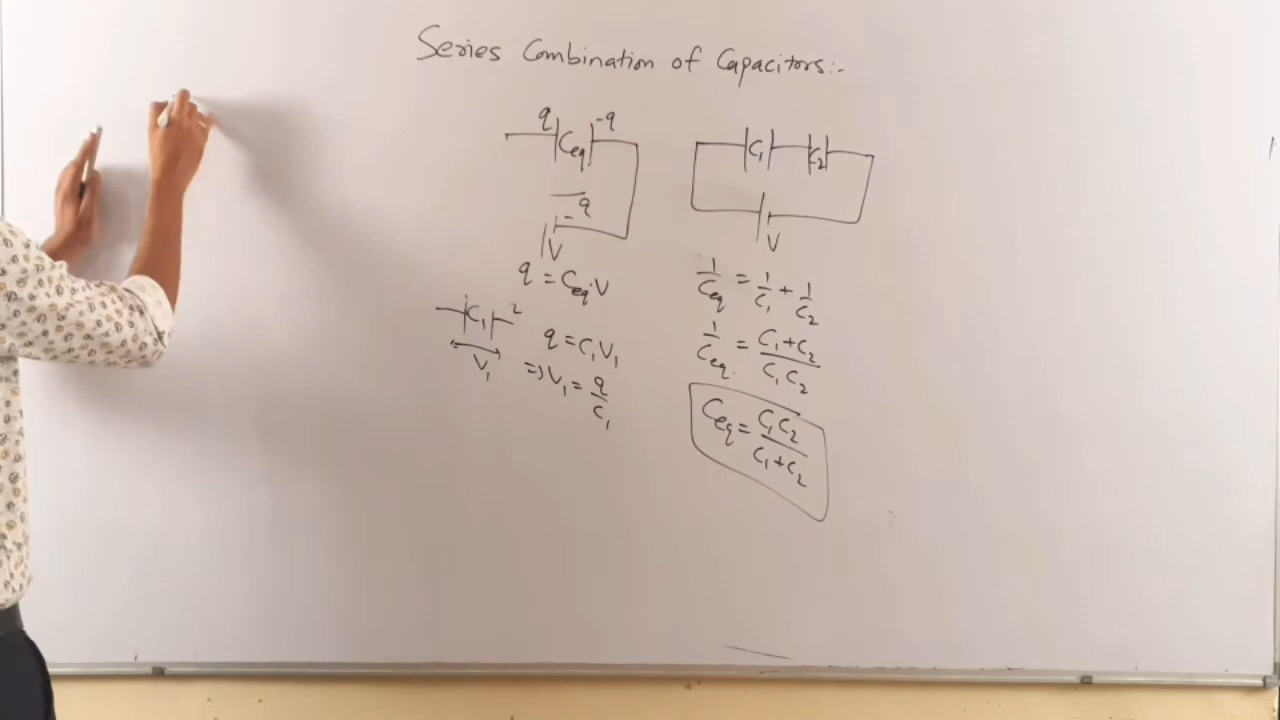 Series Combination of Capacitors:-
q Ceq -q
-q
V
q = Ceq.V
C1 2
V1
q = C1V1
=> V1 = q/C1
C1 C2
V
1/Ceq = 1/C1 + 1/C2
1/Ceq = C1+C2/C1C2
Ceq = C1C2/C1+C2